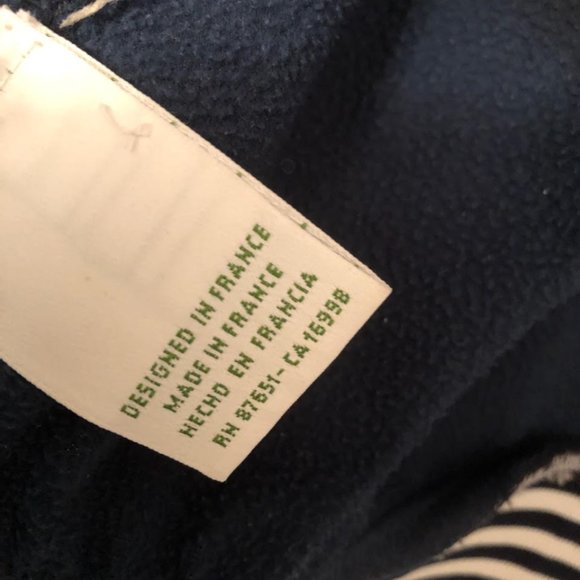 DESIGNED IN FRANCE
MADE IN FRANCE
HECHO EN FRANCIA
RN 87651-CA16998